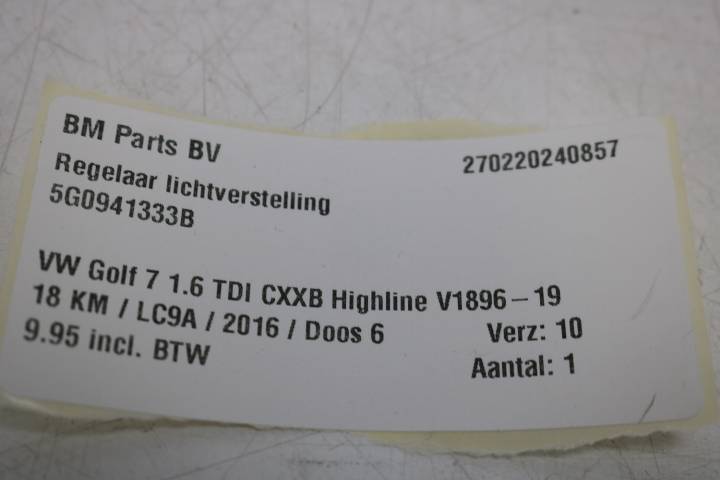 BM Parts BV 270220240857
Regelaar lichtverstelling
5G0941333B
VW Golf 7 1.6 TDI CXXB Highline V1896-19
18 KM / LC9A / 2016 / Doos 6 Verz: 10
9.95 incl. BTW Aantal: 1